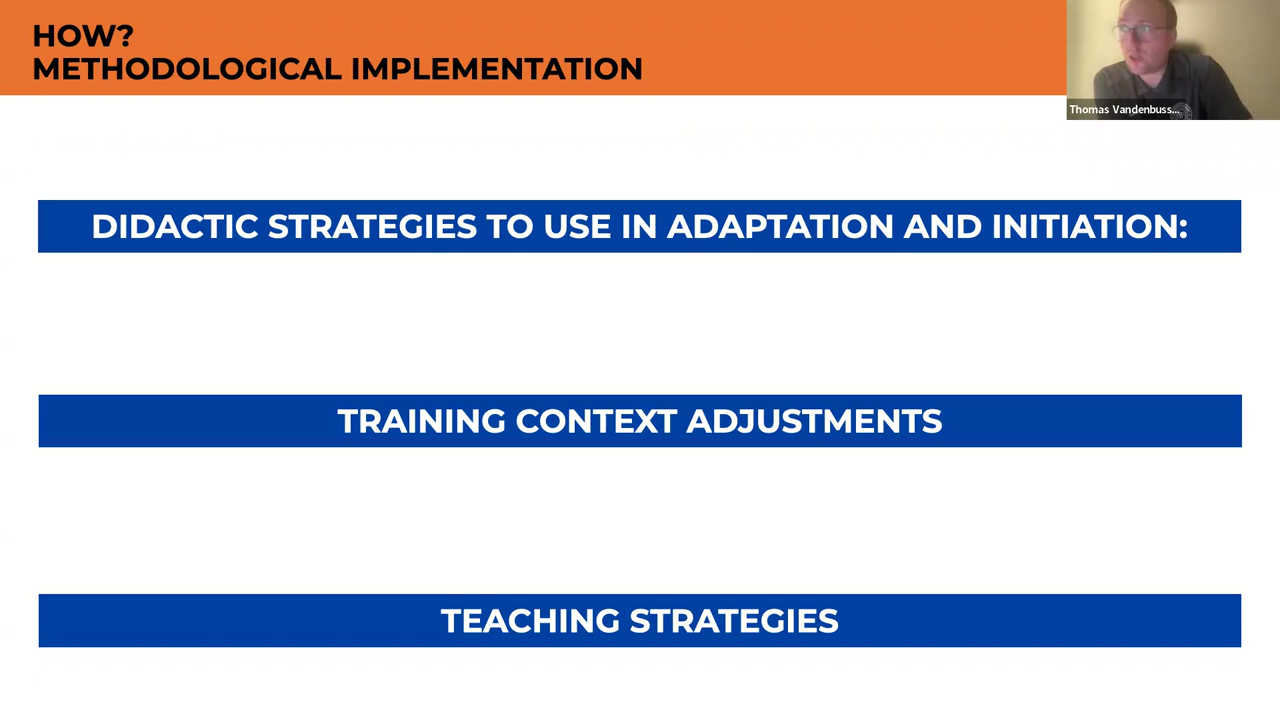 HOW?
METHODOLOGICAL IMPLEMENTATION
Thomas Vandenbuss...
DIDACTIC STRATEGIES TO USE IN ADAPTATION AND INITIATION:
TRAINING CONTEXT ADJUSTMENTS
TEACHING STRATEGIES